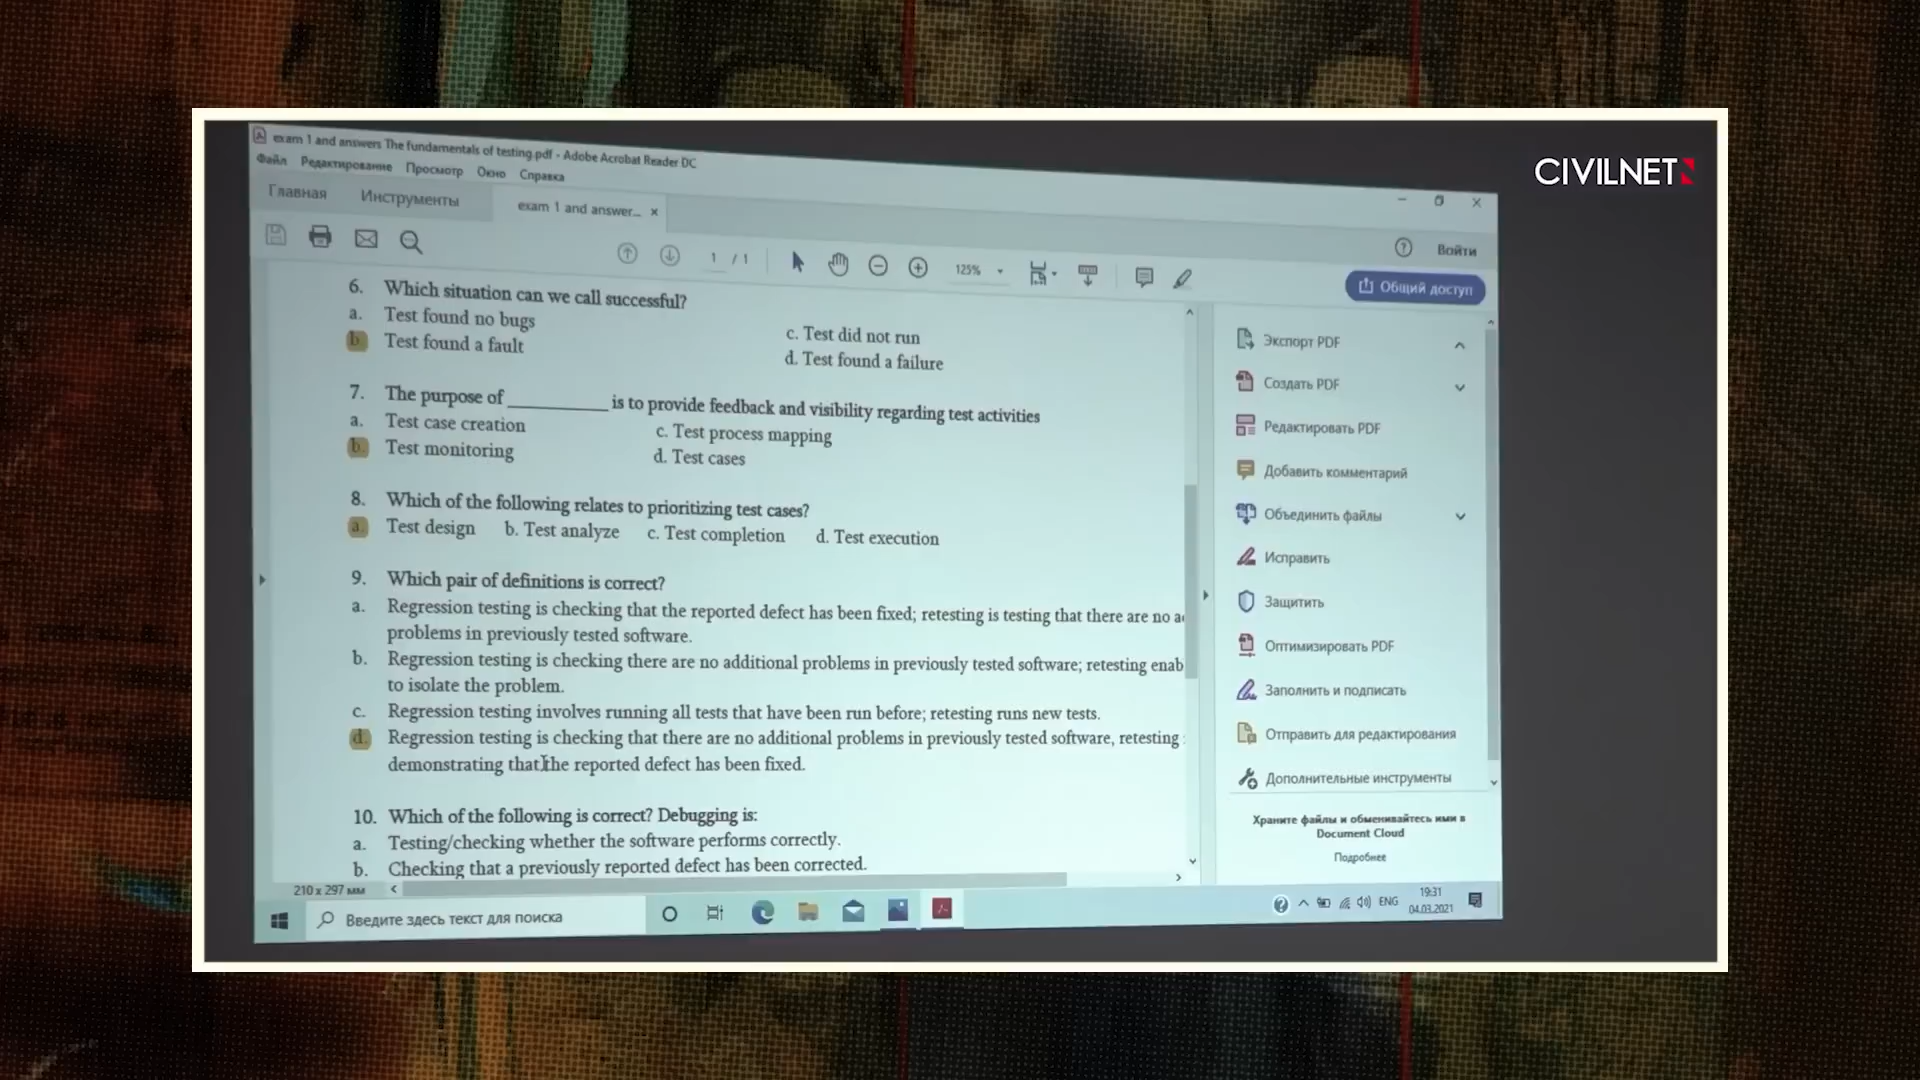 CIVILNET
exam 1 and answers The fundamentals of testing.pdf - Adobe Acrobat Reader DC
Файл Редактирование Просмотр Окно Справка
Главная Инструменты exam 1 and answer... ×
Войти
1 / 1 125%
Общий доступ
6. Which situation can we call successful?
a. Test found no bugs
c. Test did not run
b. Test found a fault
d. Test found a failure
7. The purpose of __________ is to provide feedback and visibility regarding test activities
a. Test case creation c. Test process mapping
b. Test monitoring d. Test cases
8. Which of the following relates to prioritizing test cases?
a. Test design b. Test analyze c. Test completion d. Test execution
9. Which pair of definitions is correct?
a. Regression testing is checking that the reported defect has been fixed; retesting is testing that there are no
problems in previously tested software.
b. Regression testing is checking there are no additional problems in previously tested software; retesting enab
to isolate the problem.
c. Regression testing involves running all tests that have been run before; retesting runs new tests.
d. Regression testing is checking that there are no additional problems in previously tested software, retesting
demonstrating that the reported defect has been fixed.
10. Which of the following is correct? Debugging is:
a. Testing/checking whether the software performs correctly.
b. Checking that a previously reported defect has been corrected.
Экспорт PDF
Создать PDF
Редактировать PDF
Добавить комментарий
Объединить файлы
Исправить
Защитить
Оптимизировать PDF
Заполнить и подписать
Отправить для редактирования
Дополнительные инструменты
Храните файлы и обменивайтесь ими в
Document Cloud
Подробнее
210 x 297 мм
Введите здесь текст для поиска
ENG
19:31
04.03.2021